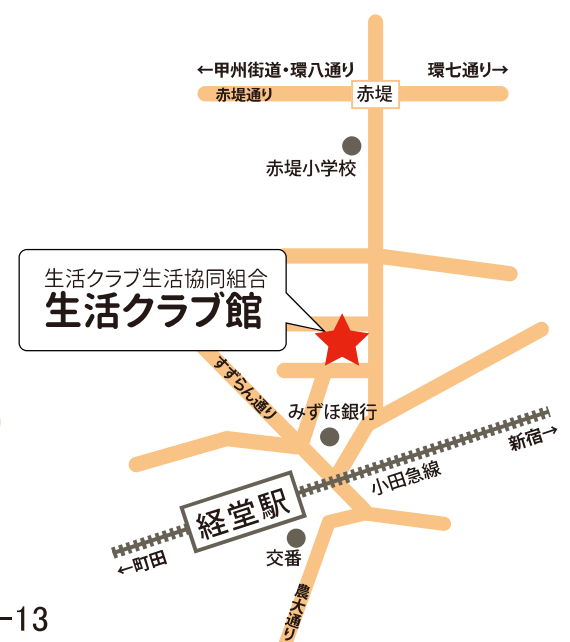 ←甲州街道・環八通り
環七通り→
赤堤通り
赤堤
赤堤小学校
生活クラブ生活協同組合
生活クラブ館
すずらん通り
みずほ銀行
新宿→
小田急線
経堂駅
交番
←町田
農大通り
-13